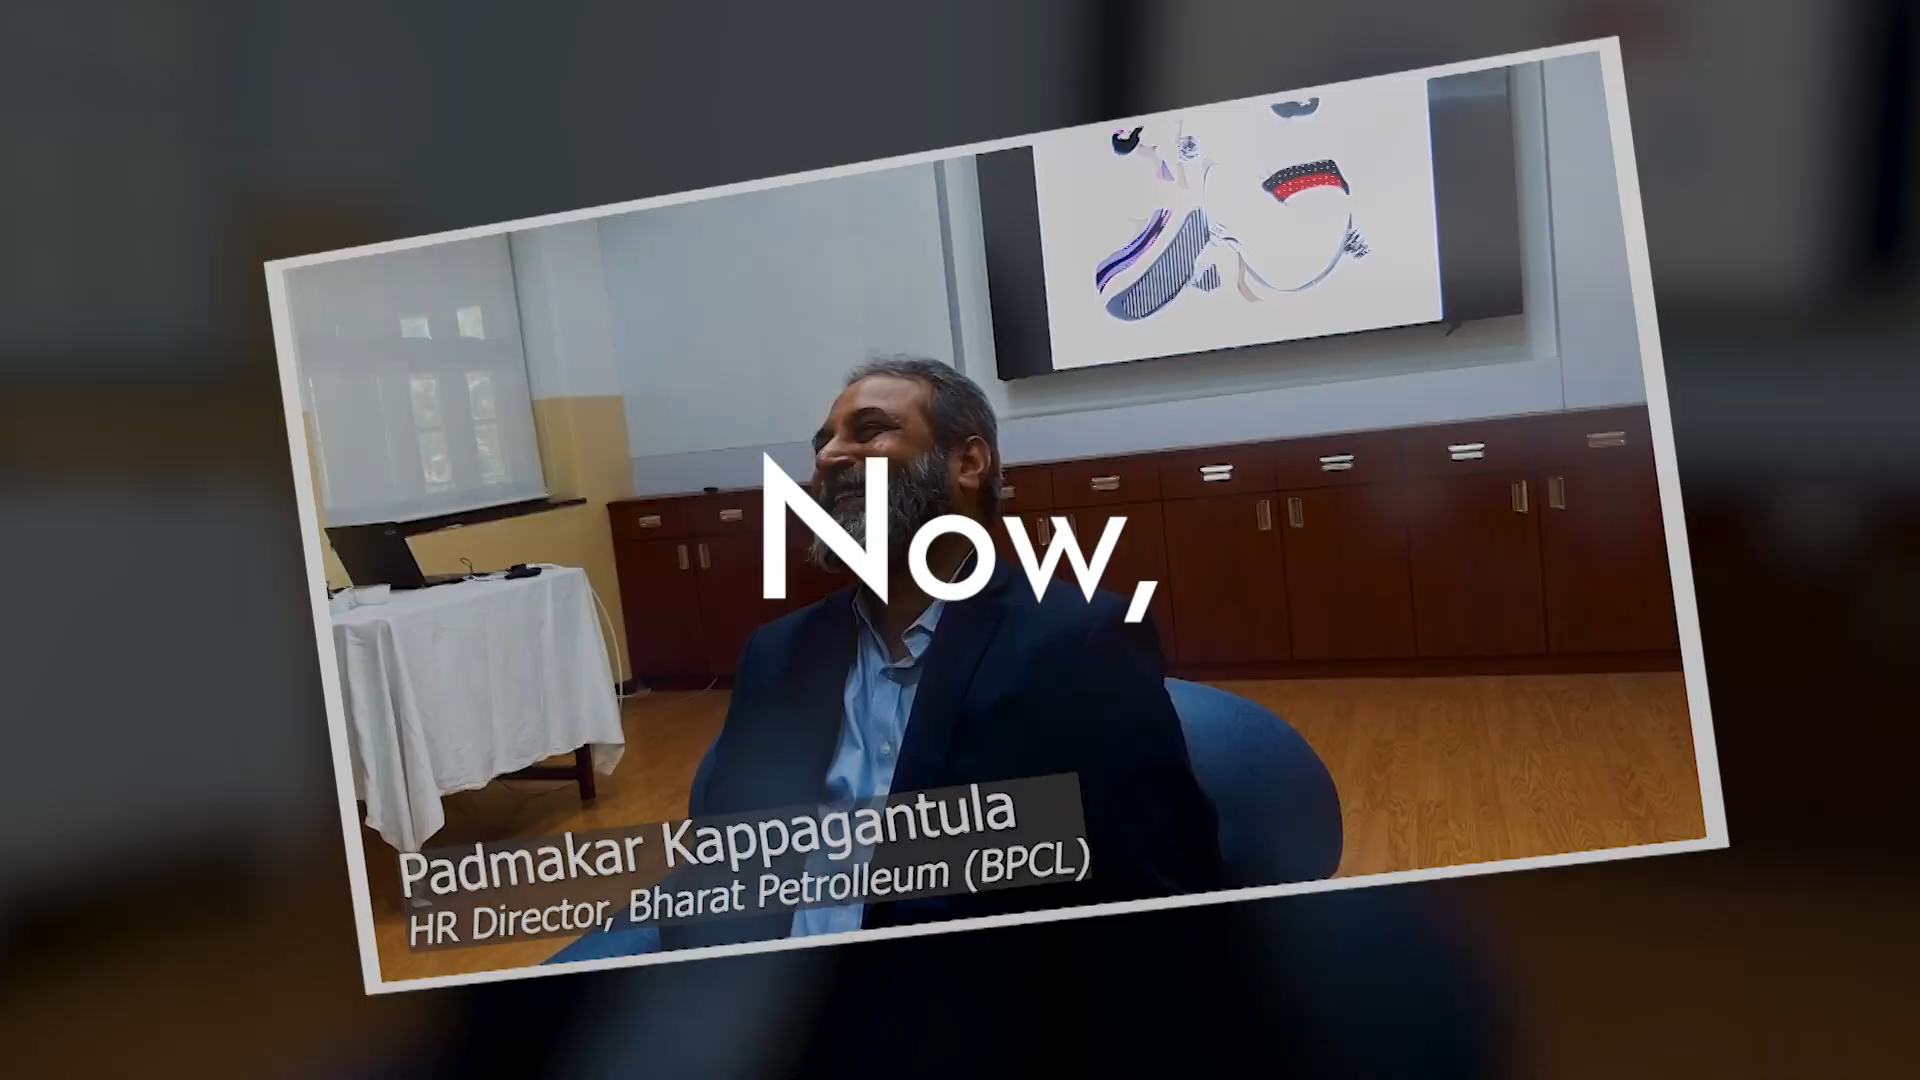 Now,
Padmakar Kappagantula
HR Director, Bharat Petrolleum (BPCL)